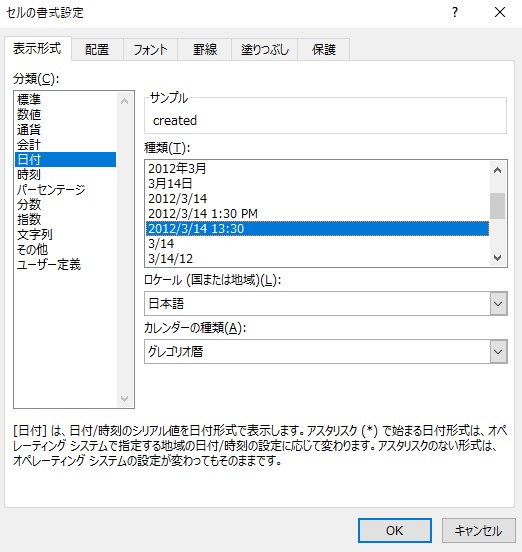 セルの書式設定
? ×
表示形式 配置 フォント 罫線 塗りつぶし 保護
分類(C):
標準
数値
通貨
会計
日付
時刻
パーセンテージ
分数
指数
文字列
その他
ユーザー定義
サンプル
created
種類(T):
2012年3月
3月14日
2012/3/14
2012/3/14 1:30 PM
2012/3/14 13:30
3/14
3/14/12
ロケール (国または地域)(L):
日本語
カレンダーの種類(A):
グレゴリオ暦
[日付] は、日付/時刻のシリアル値を日付形式で表示します。アスタリスク (*) で始まる日付形式は、オペ
レーティング システムで指定する地域の日付/時刻の設定に応じて変わります。アスタリスクのない形式は、
オペレーティング システムの設定が変わってもそのままです。
OK キャンセル